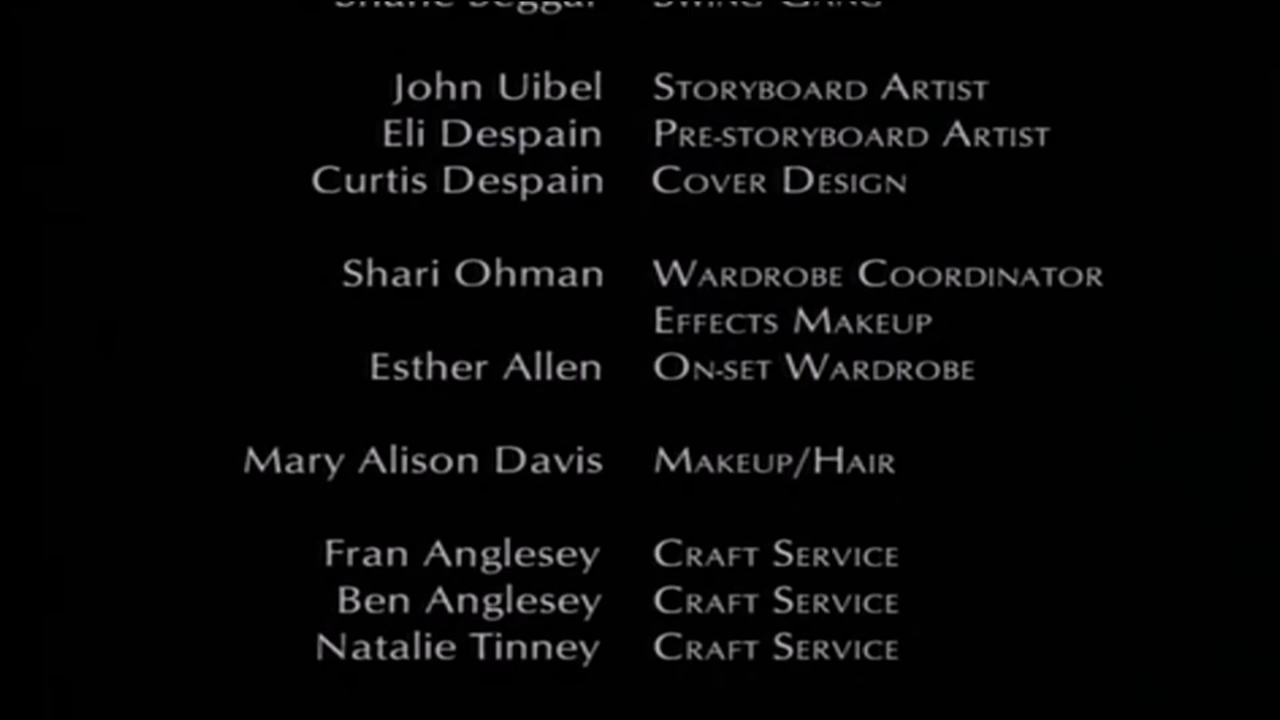 John Uibel Storyboard Artist
Eli Despain Pre-storyboard Artist
Curtis Despain Cover Design
Shari Ohman Wardrobe Coordinator
Effects Makeup
Esther Allen On-set Wardrobe
Mary Alison Davis Makeup/Hair
Fran Anglesey Craft Service
Ben Anglesey Craft Service
Natalie Tinney Craft Service